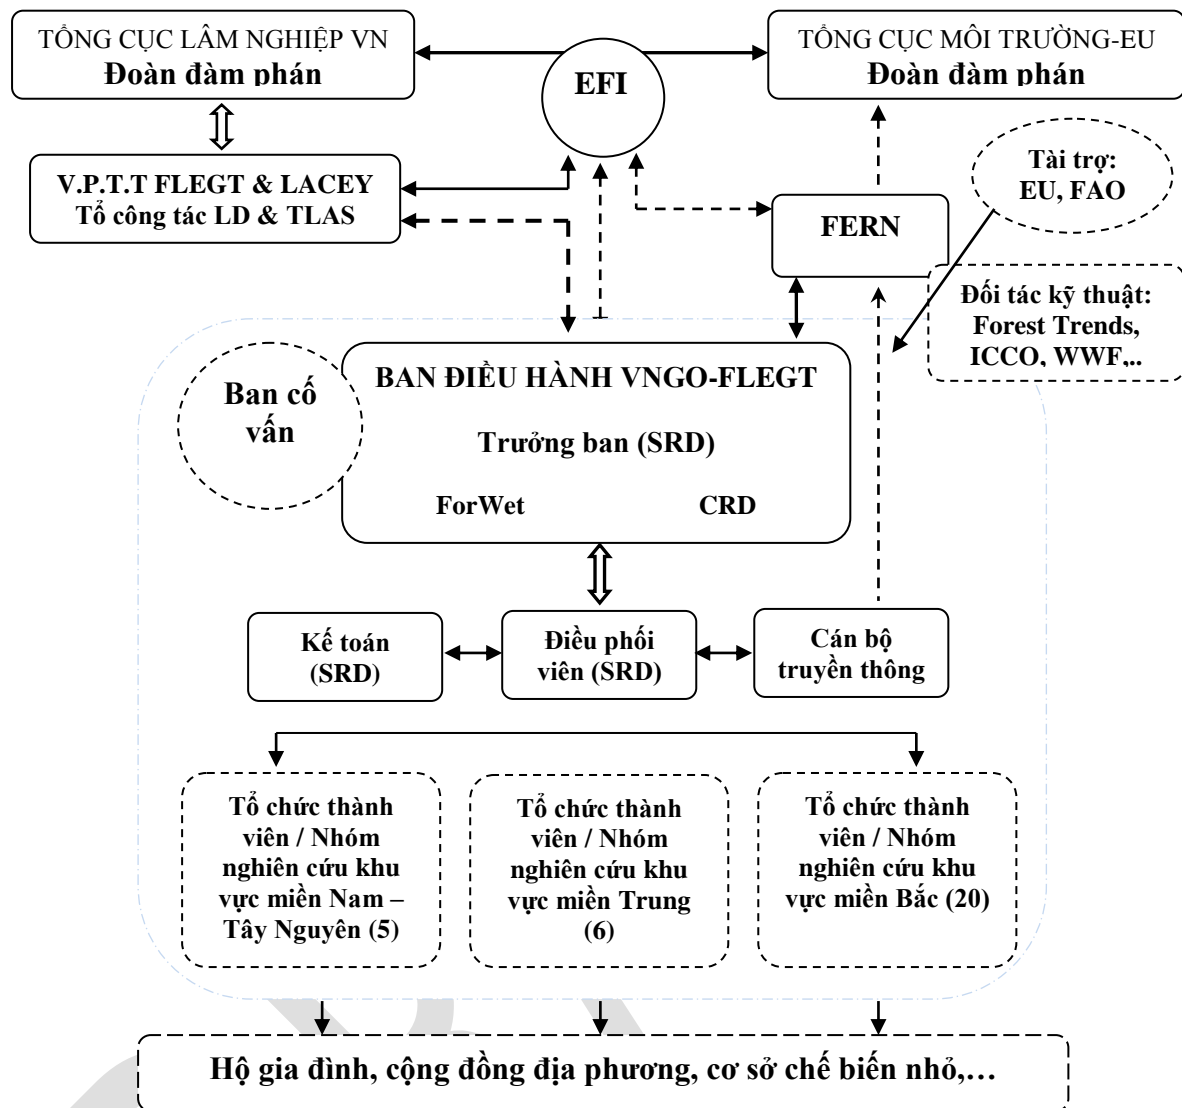 TỔNG CỤC LÂM NGHIỆP VN
Đoàn đàm phán
EFI
TỔNG CỤC MÔI TRƯỜNG-EU
Đoàn đàm phán
V.P.T.T FLEGT & LACEY
Tổ công tác LD & TLAS
FERN
Tài trợ:
EU, FAO
Đối tác kỹ thuật:
Forest Trends,
ICCO, WWF,..
Ban cố
vấn
BAN ĐIỀU HÀNH VNGO-FLEGT
Trưởng ban (SRD)
ForWet CRD
Kế toán
(SRD)
Điều phối
viên (SRD)
Cán bộ
truyền thông
Tổ chức thành
viên / Nhóm
nghiên cứu khu
vực miền Nam –
Tây Nguyên (5)
Tổ chức thành
viên / Nhóm
nghiên cứu khu
vực miền Trung
(6)
Tổ chức thành
viên / Nhóm
nghiên cứu khu
vực miền Bắc (20)
Hộ gia đình, cộng đồng địa phương, cơ sở chế biến nhỏ,…